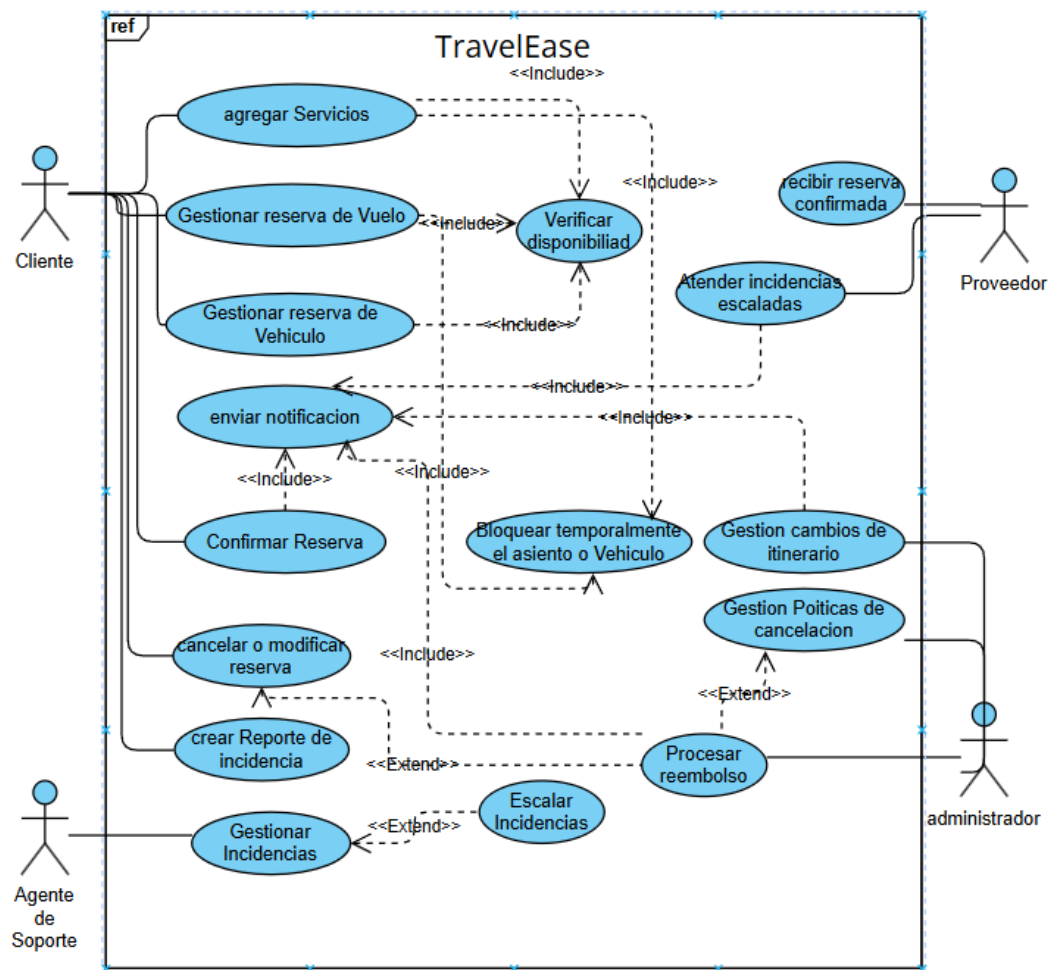 ref
TravelEase
<<Include>>
agregar Servicios
<<Include>>
recibir reserva
confirmada
Gestionar reserva de Vuelo
<<Include>>
Verificar
disponibiliad
Cliente
Proveedor
Atender incidencias
escaladas
Gestionar reserva de
Vehiculo
<<Include>>
<<Include>>
enviar notificacion
<<Include>>
<<Include>>
<<Include>>
Confirmar Reserva
Bloquear temporalmente
el asiento o Vehiculo
Gestion cambios de
itinerario
Gestion Poiticas de
cancelacion
cancelar o modificar
reserva
<<Include>>
<<Extend>>
crear Reporte de
incidencia
Procesar
reembolso
<<Extend>>
Escalar
Incidencias
administrador
<<Extend>>
Gestionar
Incidencias
Agente
de
Soporte